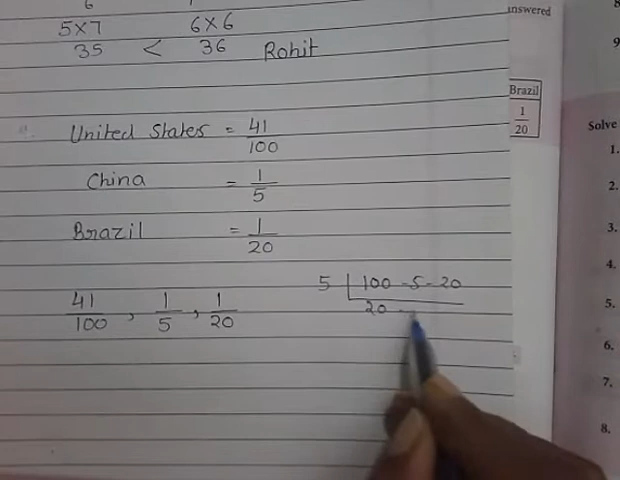 6
5×7 6×6
35 < 36 Rohit
United States = 41/100
China = 1/5
Brazil = 1/20
41/100 , 1/5 , 1/20
5 | 100 - 5 - 20
20 -
answered
Brazil
1/20
Solve
1.
2.
3.
4.
5.
6.
7.
8.
9